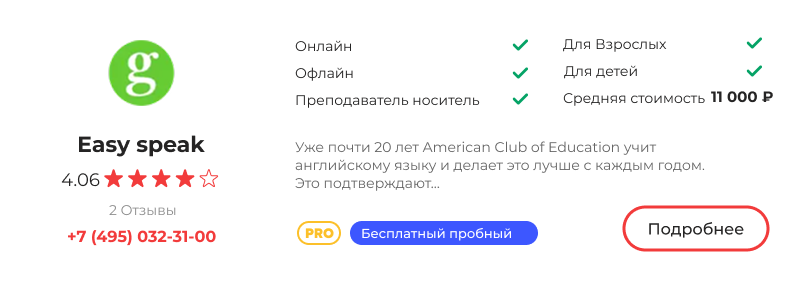 g
Easy speak
4.06
2 Отзывы
+7 (495) 032-31-00
Онлайн
Офлайн
Преподаватель носитель
Для Взрослых
Для детей
Средняя стоимость 11 000 ₽
Уже почти 20 лет American Club of Education учит
английскому языку и делает это лучше с каждым годом.
Это подтверждают...
PRO
Бесплатный пробный
Подробнее